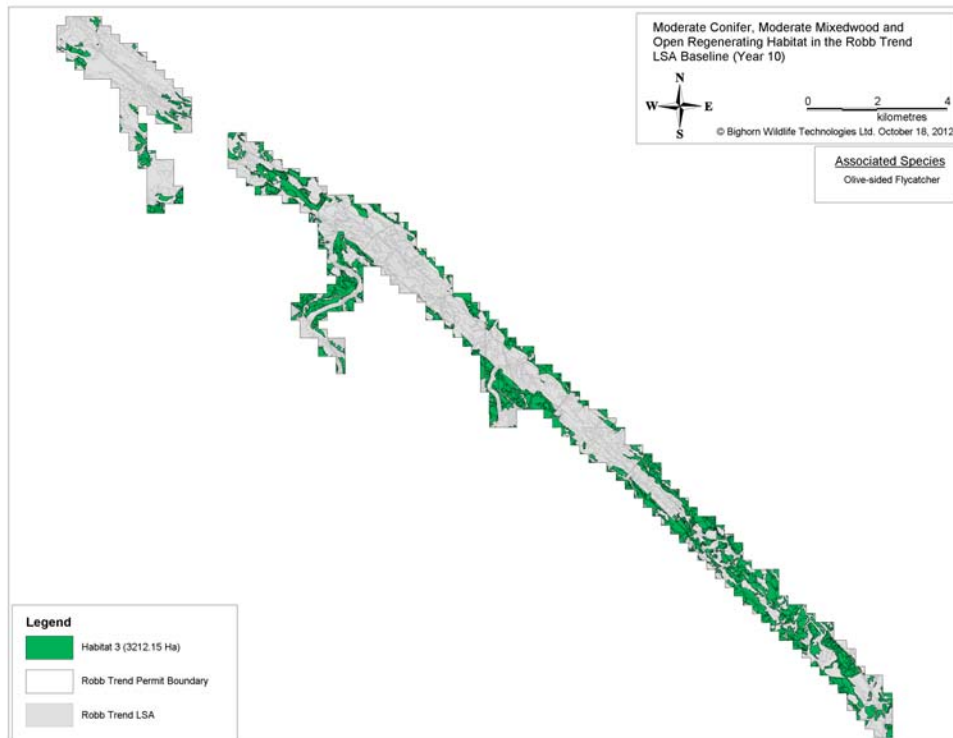 Moderate Conifer, Moderate Mixedwood and
Open Regenerating Habitat in the Robb Trend
LSA Baseline (Year 10)
N
W E
S
0 2 4
kilometres
© Bighorn Wildlife Technologies Ltd. October 18, 2012
Associated Species
Olive-sided Flycatcher
Legend
Habitat 3 (3212.15 Ha)
Robb Trend Permit Boundary
Robb Trend LSA